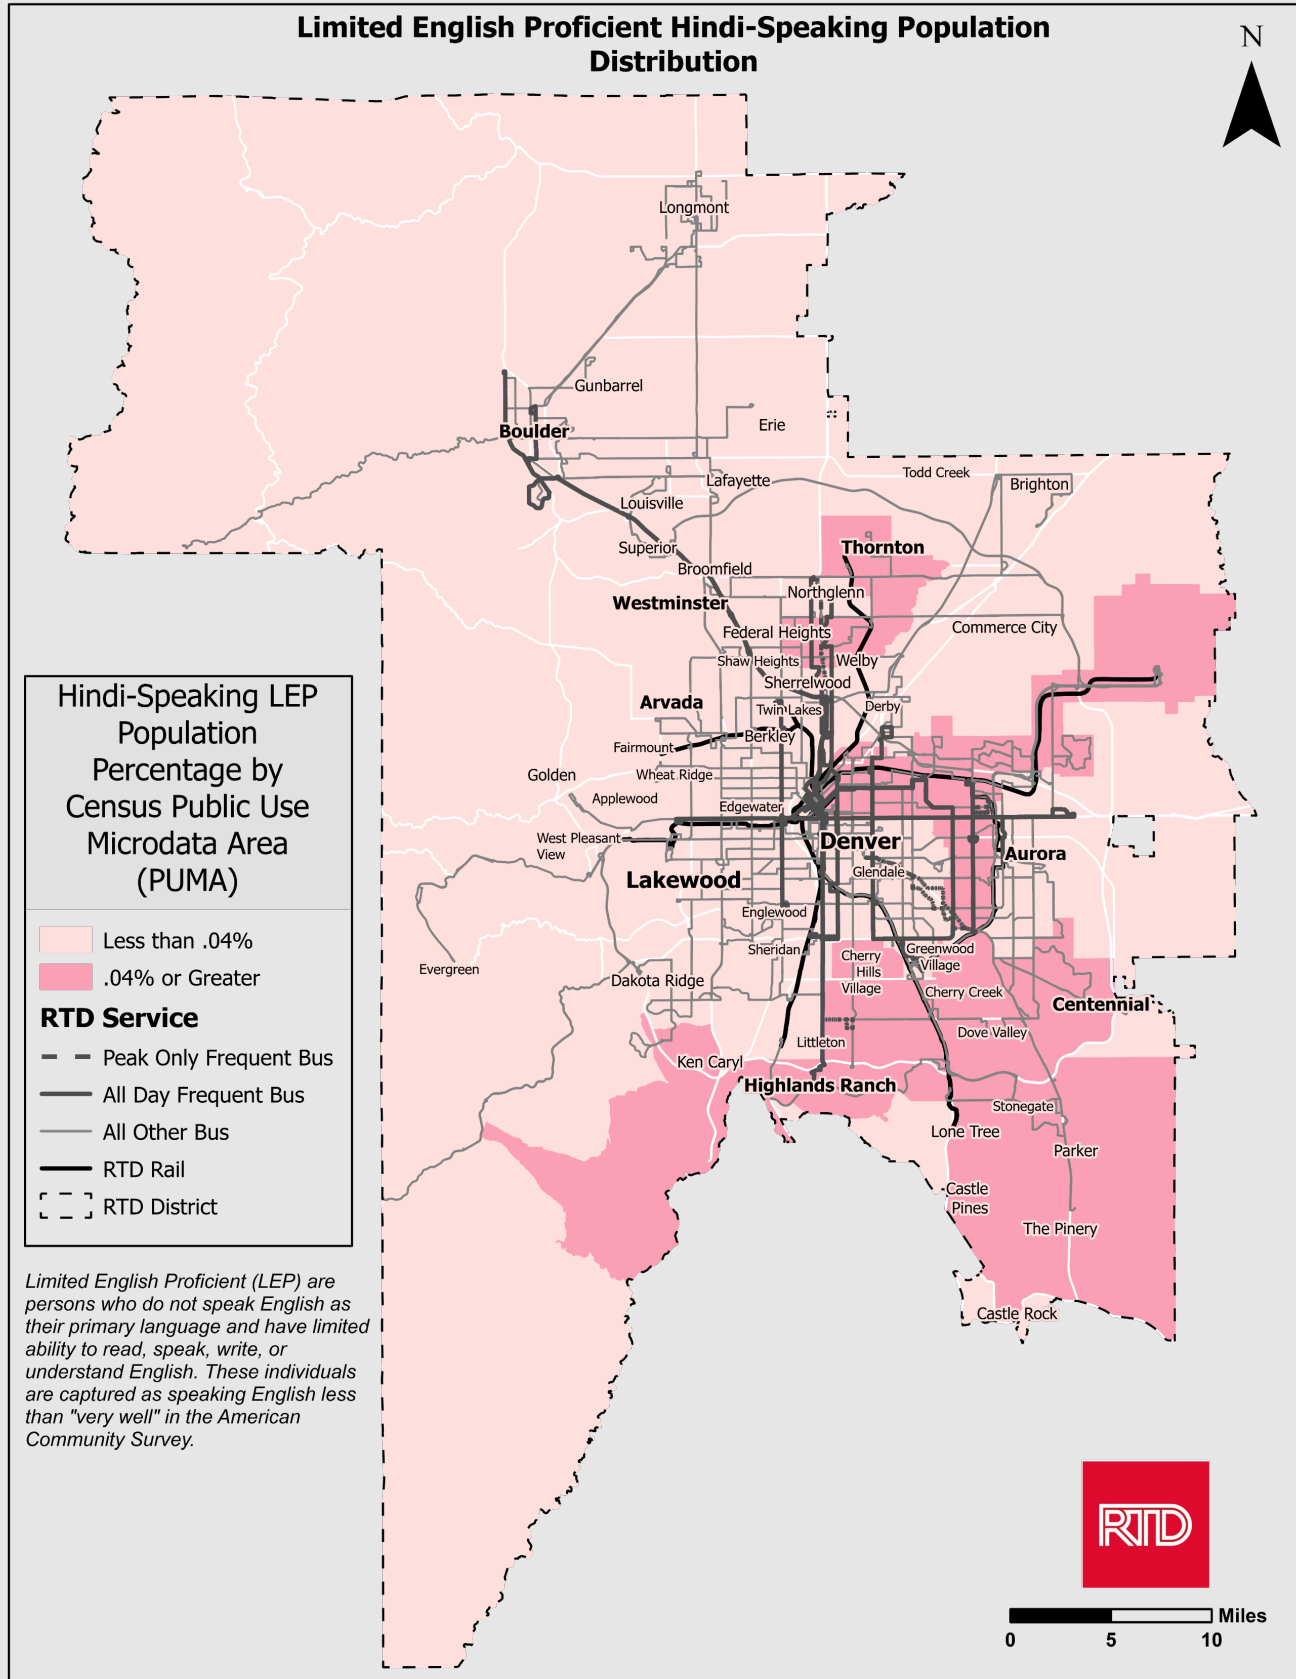 Limited English Proficient Hindi-Speaking Population
Distribution
N
Longmont
Gunbarrel
Boulder
Erie
Lafayette
Todd Creek
Brighton
Louisville
Superior
Thornton
Broomfield
Northglenn
Westminster
Commerce City
Federal Heights
Shaw Heights
Welby
Sherrelwood
Arvada
Twin Lakes
Derby
Berkley
Fairmount
Golden
Wheat Ridge
Applewood
Edgewater
West Pleasant
View
Denver
Aurora
Lakewood
Glendale
Englewood
Sheridan
Greenwood
Village
Cherry
Hills
Village
Evergreen
Dakota Ridge
Cherry Creek
Centennial
Dove Valley
Littleton
Ken Caryl
Highlands Ranch
Stonegate
Lone Tree
Parker
Castle
Pines
The Pinery
Castle Rock
Hindi-Speaking LEP
Population
Percentage by
Census Public Use
Microdata Area
(PUMA)
Less than .04%
.04% or Greater
RTD Service
Peak Only Frequent Bus
All Day Frequent Bus
All Other Bus
RTD Rail
RTD District
Limited English Proficient (LEP) are
persons who do not speak English as
their primary language and have limited
ability to read, speak, write, or
understand English. These individuals
are captured as speaking English less
than "very well" in the American
Community Survey.
RTD
Miles
0 5 10